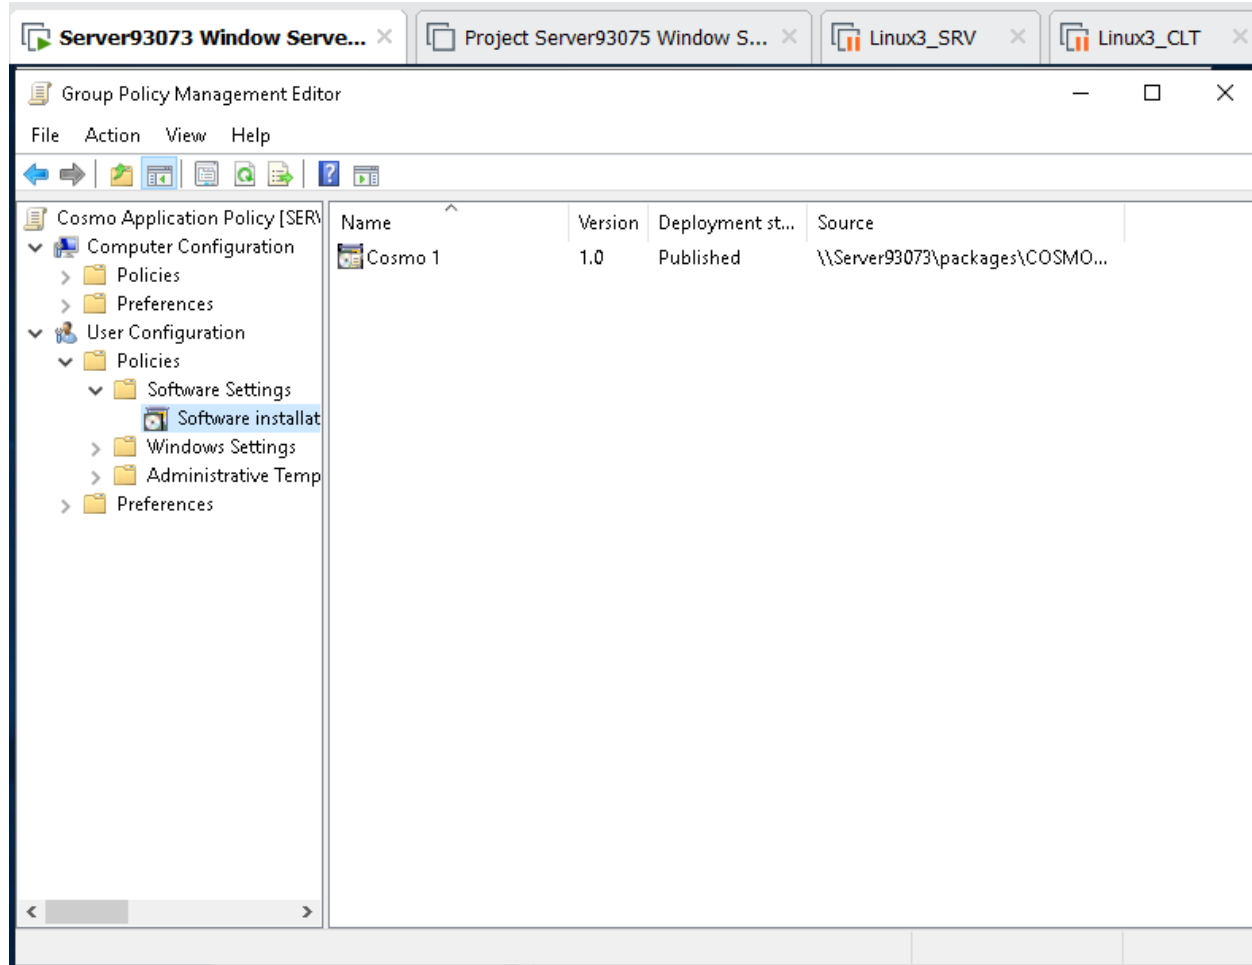 Server93073 Window Serve... Project Server93075 Window S... Linux3_SRV Linux3_CLT
Group Policy Management Editor
File Action View Help
Cosmo Application Policy [SER
Computer Configuration
Policies
Preferences
User Configuration
Policies
Software Settings
Software installat
Windows Settings
Administrative Temp
Preferences
Name Version Deployment st... Source
Cosmo 1 1.0 Published \\Server93073\packages\COSMO...